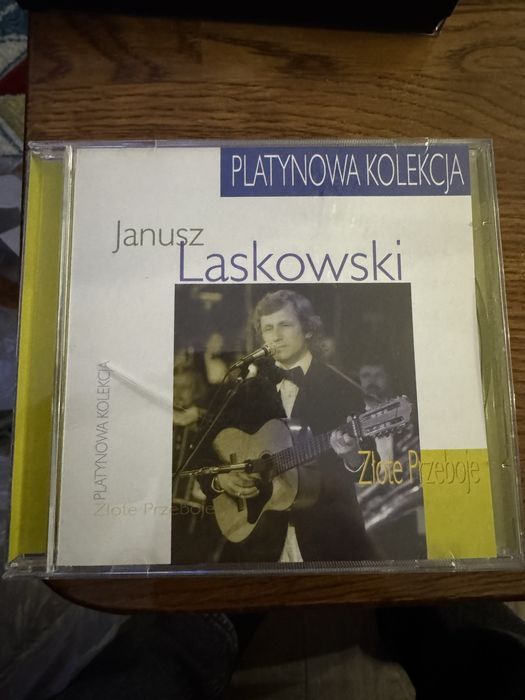 PLATYNOWA KOLEKCJA
Janusz
Laskowski
PLATYNOWA KOLEKCJA
Złote Przeboje
Złote Przeboje